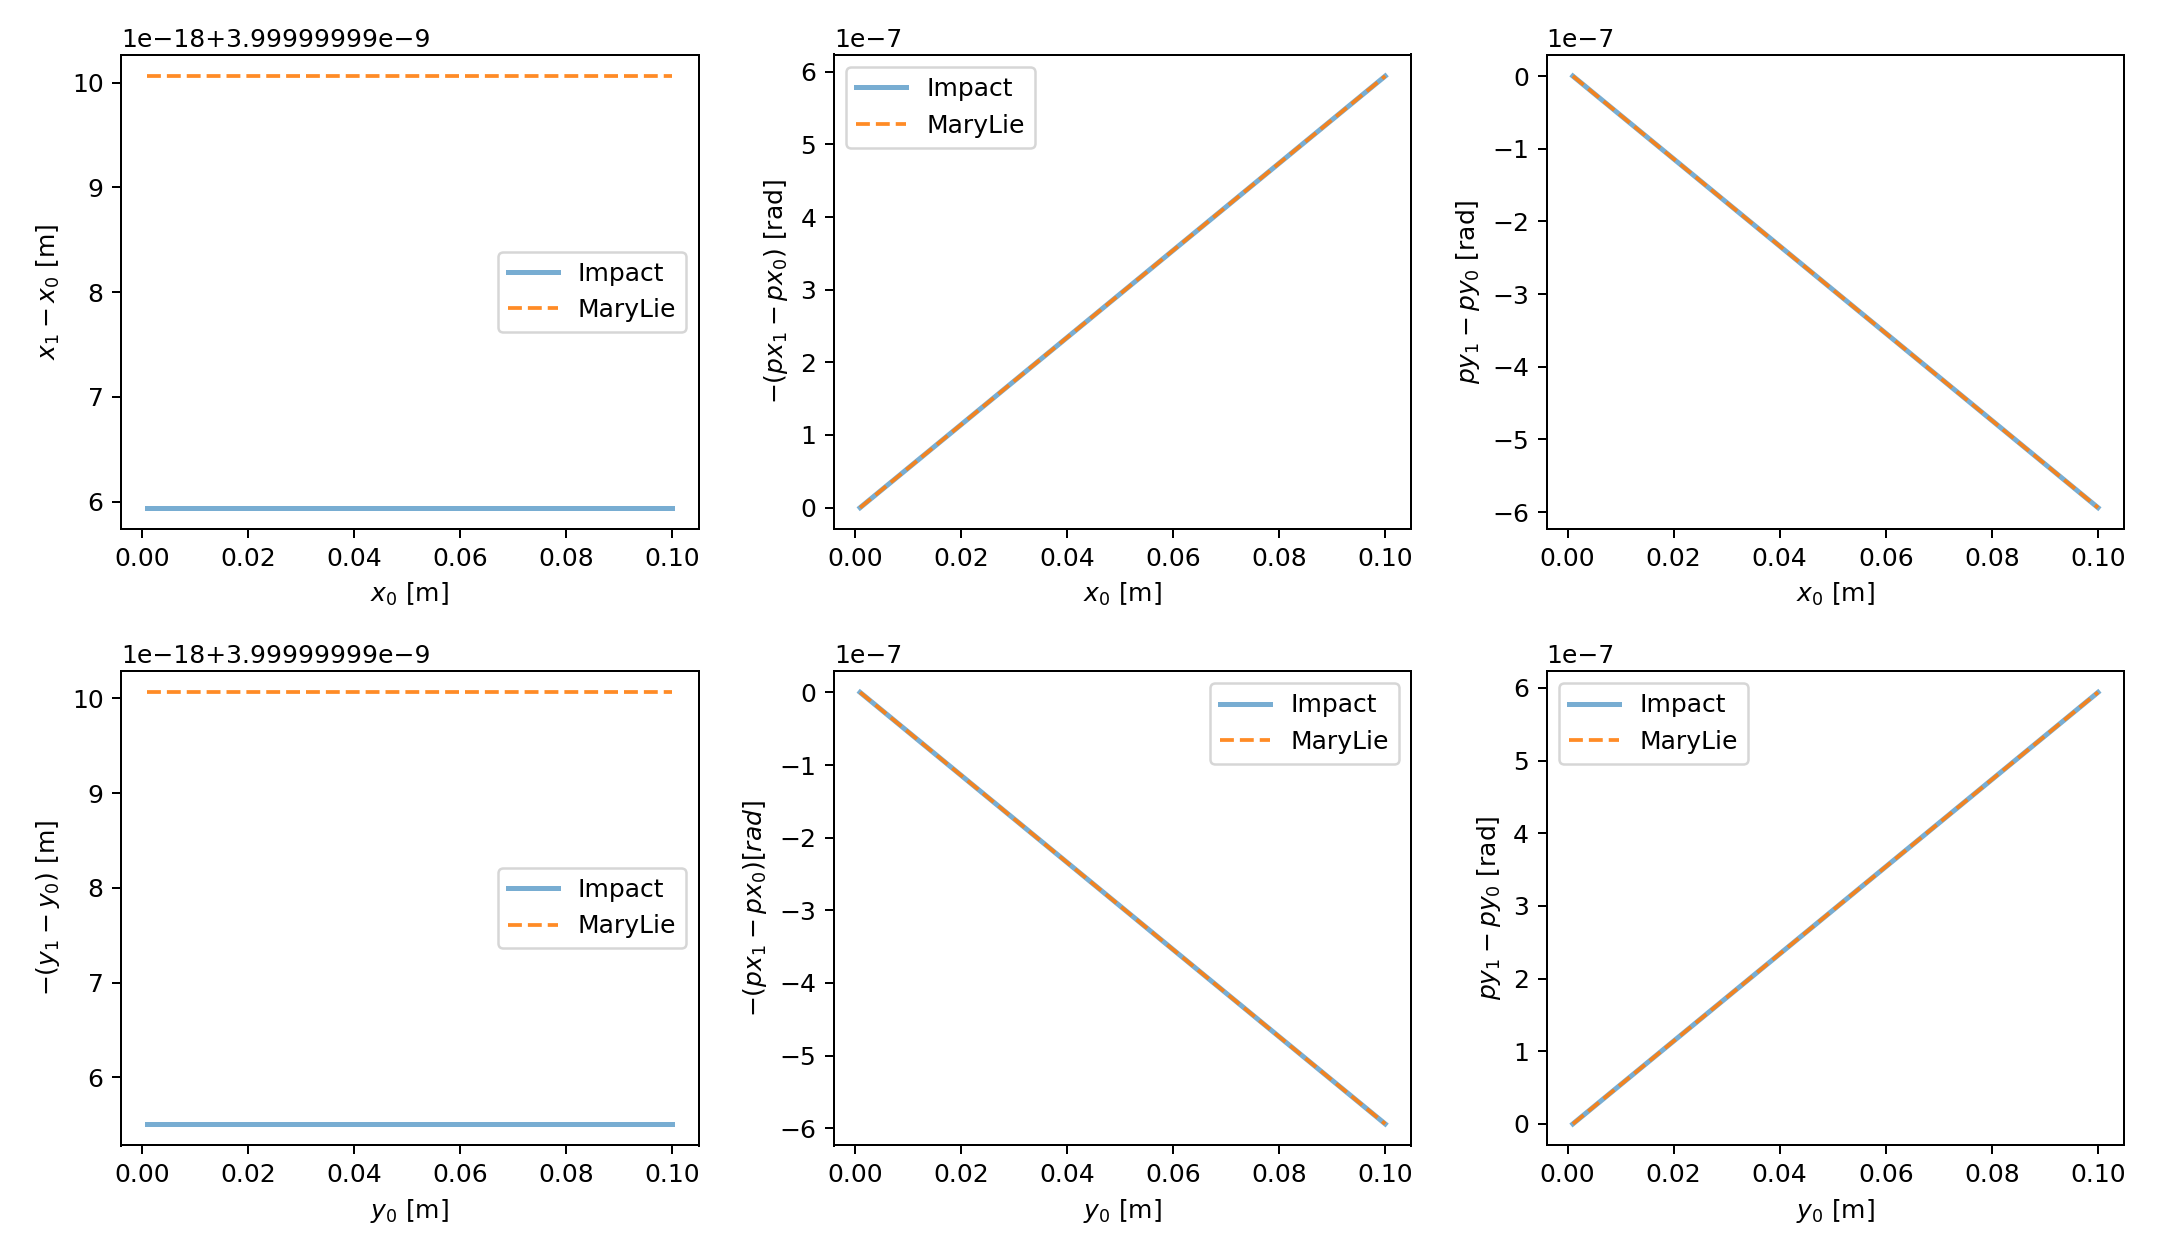 1e−18+3.99999999e−9
10
9
8
7
6
x₁ − x₀ [m]
Impact
MaryLie
0.00 0.02 0.04 0.06 0.08 0.10
x₀ [m]
1e−7
6
5
4
3
2
1
0
−(px₁ − px₀) [rad]
Impact
MaryLie
0.00 0.02 0.04 0.06 0.08 0.10
x₀ [m]
1e−7
0
−1
−2
−3
−4
−5
−6
py₁ − py₀ [rad]
0.00 0.02 0.04 0.06 0.08 0.10
x₀ [m]
1e−18+3.99999999e−9
10
9
8
7
6
−(y₁ − y₀) [m]
Impact
MaryLie
0.00 0.02 0.04 0.06 0.08 0.10
y₀ [m]
1e−7
0
−1
−2
−3
−4
−5
−6
−(px₁ − px₀)[rad]
Impact
MaryLie
0.00 0.02 0.04 0.06 0.08 0.10
y₀ [m]
1e−7
6
5
4
3
2
1
0
py₁ − py₀ [rad]
Impact
MaryLie
0.00 0.02 0.04 0.06 0.08 0.10
y₀ [m]